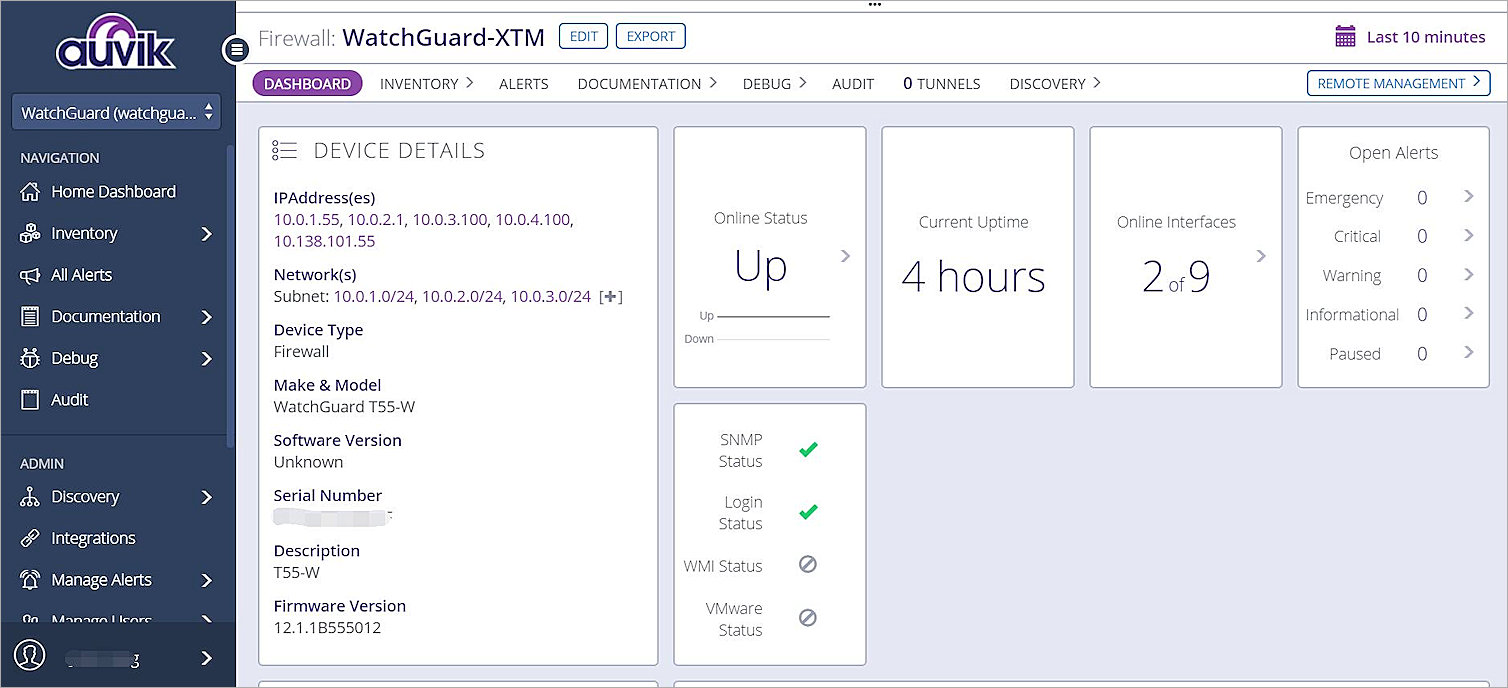 auvik
WatchGuard (watchgua...
NAVIGATION
Home Dashboard
Inventory
All Alerts
Documentation
Debug
Audit
ADMIN
Discovery
Integrations
Manage Alerts
Manage Users
Firewall: WatchGuard-XTM
EDIT
EXPORT
Last 10 minutes
DASHBOARD
INVENTORY
ALERTS
DOCUMENTATION
DEBUG
AUDIT
0 TUNNELS
DISCOVERY
REMOTE MANAGEMENT
DEVICE DETAILS
IPAddress(es)
10.0.1.55, 10.0.2.1, 10.0.3.100, 10.0.4.100,
10.138.101.55
Network(s)
Subnet: 10.0.1.0/24, 10.0.2.0/24, 10.0.3.0/24 [+]
Device Type
Firewall
Make & Model
WatchGuard T55-W
Software Version
Unknown
Serial Number
Description
T55-W
Firmware Version
12.1.1B555012
Online Status
Up
Up
Down
Current Uptime
4 hours
Online Interfaces
2 of 9
Open Alerts
Emergency 0
Critical 0
Warning 0
Informational 0
Paused 0
SNMP
Status
Login
Status
WMI Status
VMware
Status